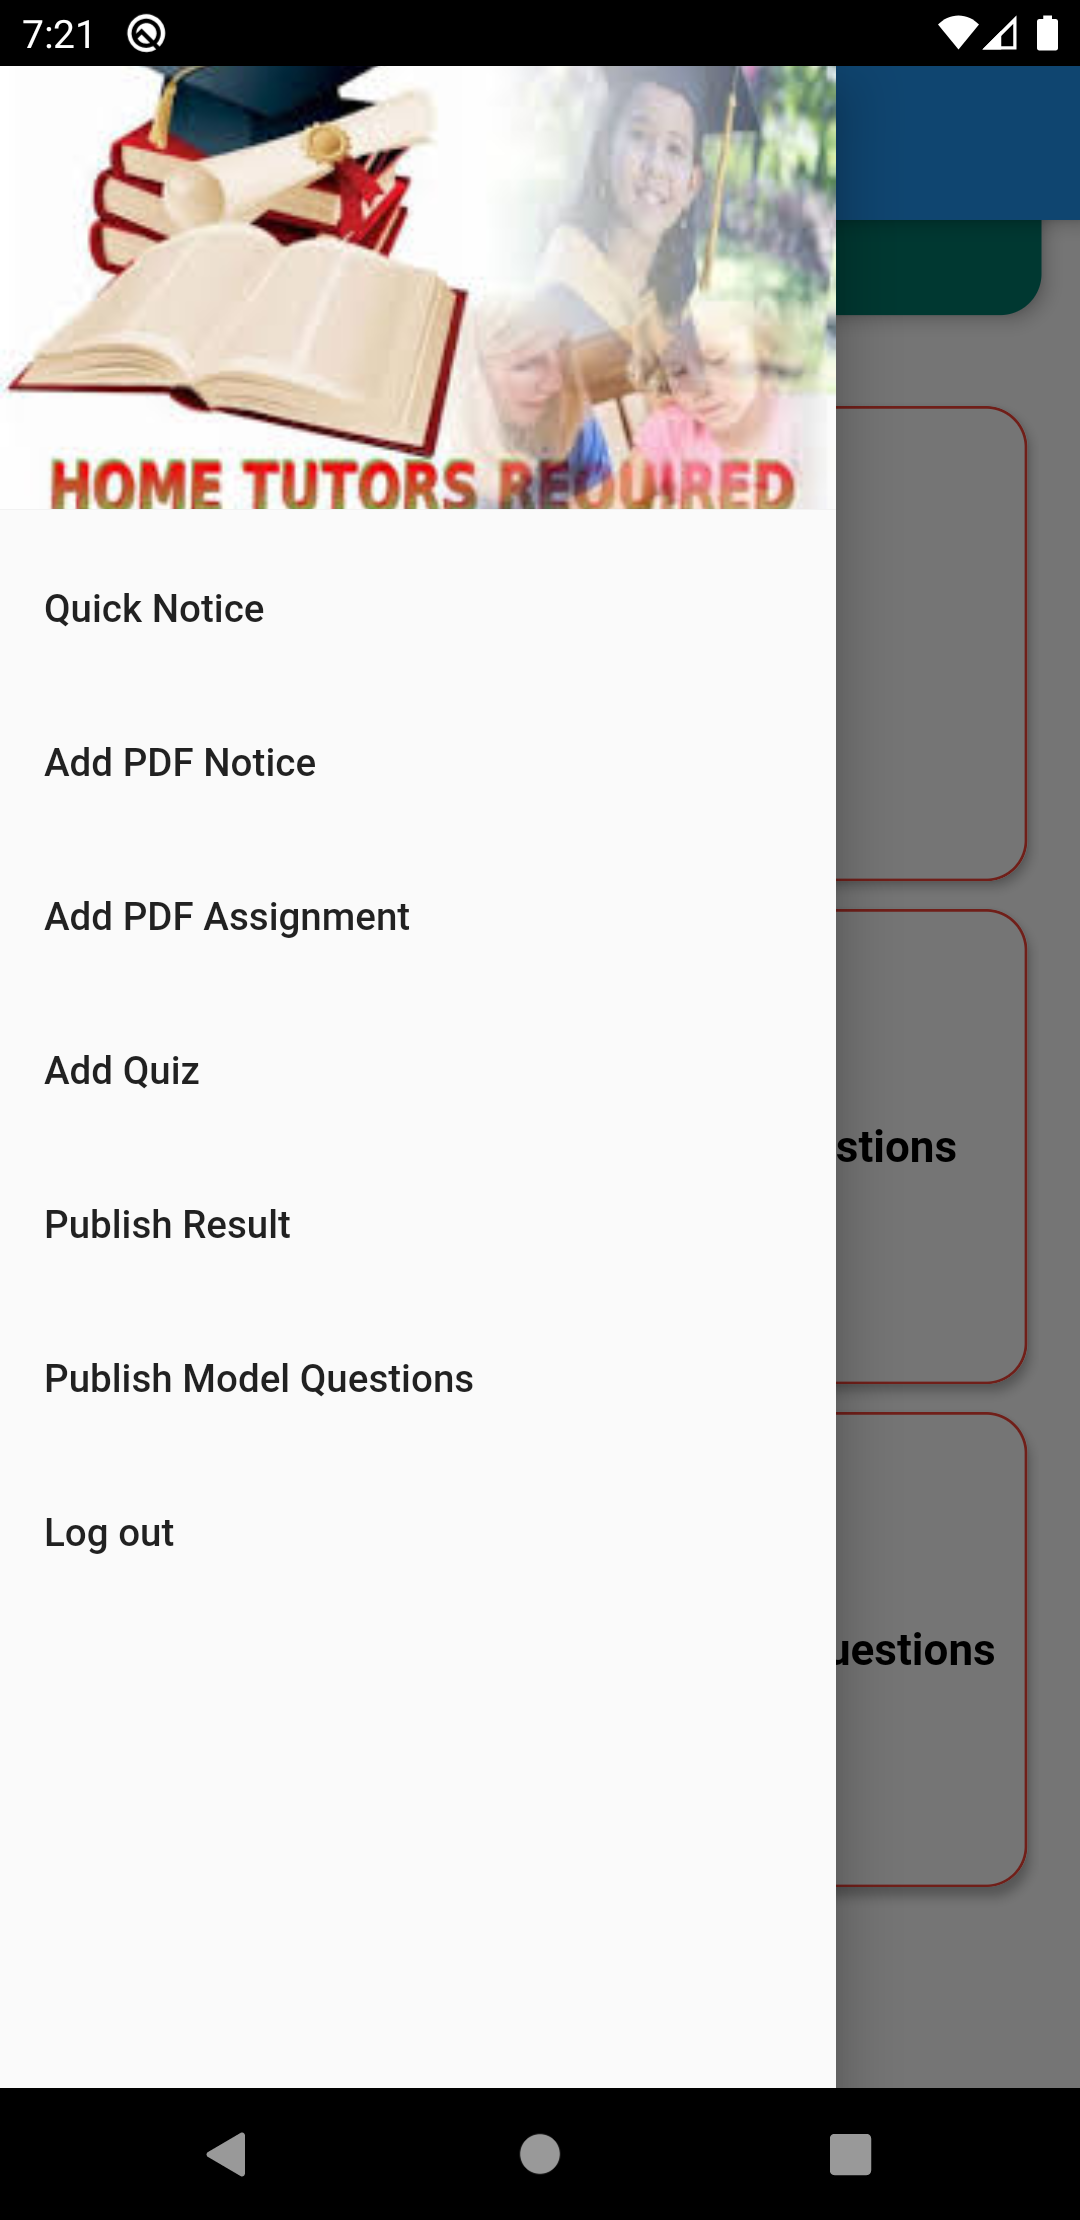 7:21
HOME TUTORS REQUIRED
Quick Notice
Add PDF Notice
Add PDF Assignment
Add Quiz
stions
Publish Result
Publish Model Questions
Log out
uestions